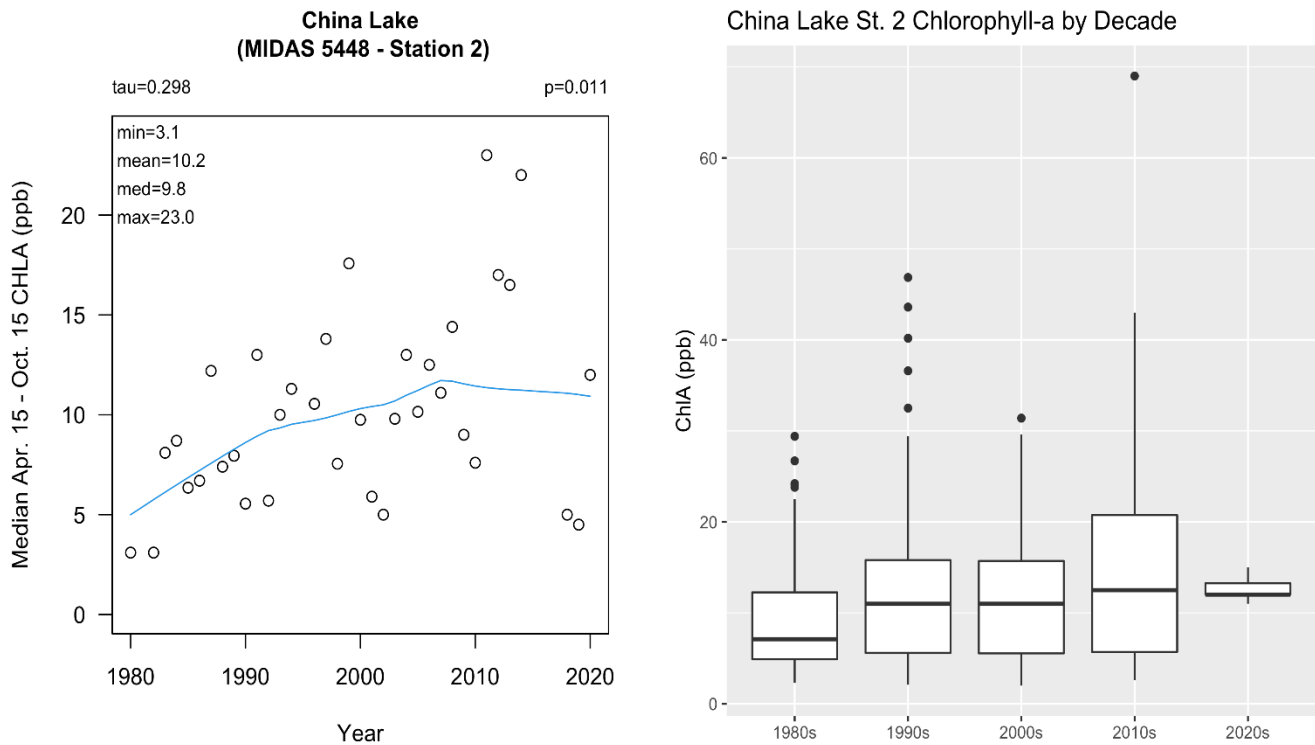 China Lake
(MIDAS 5448 - Station 2)
tau=0.298
p=0.011
min=3.1
mean=10.2
med=9.8
max=23.0
Median Apr. 15 - Oct. 15 CHLA (ppb)
20
15
10
5
0
1980
1990
2000
2010
2020
Year
China Lake St. 2 Chlorophyll-a by Decade
ChlA (ppb)
60
40
20
0
1980s
1990s
2000s
2010s
2020s